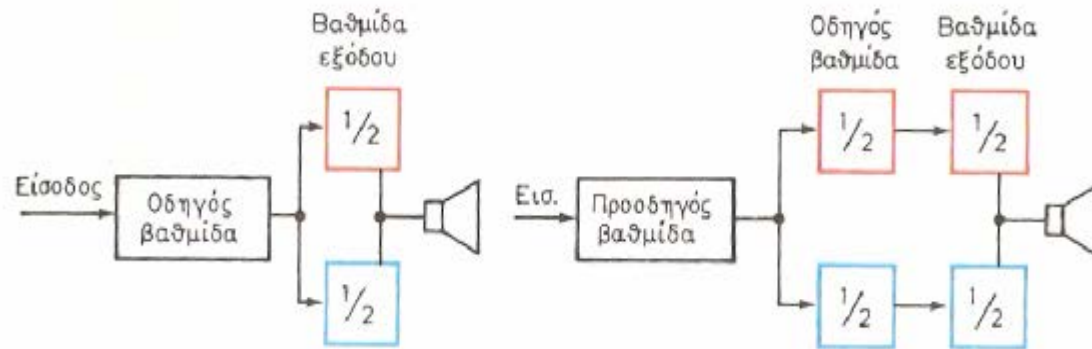 Βαθμίδα
εξόδου
1/2
Είσοδος
Οδηγός
βαθμίδα
1/2
Οδηγός
βαθμίδα
Βαθμίδα
εξόδου
1/2
1/2
Εισ.
Προοδηγός
βαθμίδα
1/2
1/2